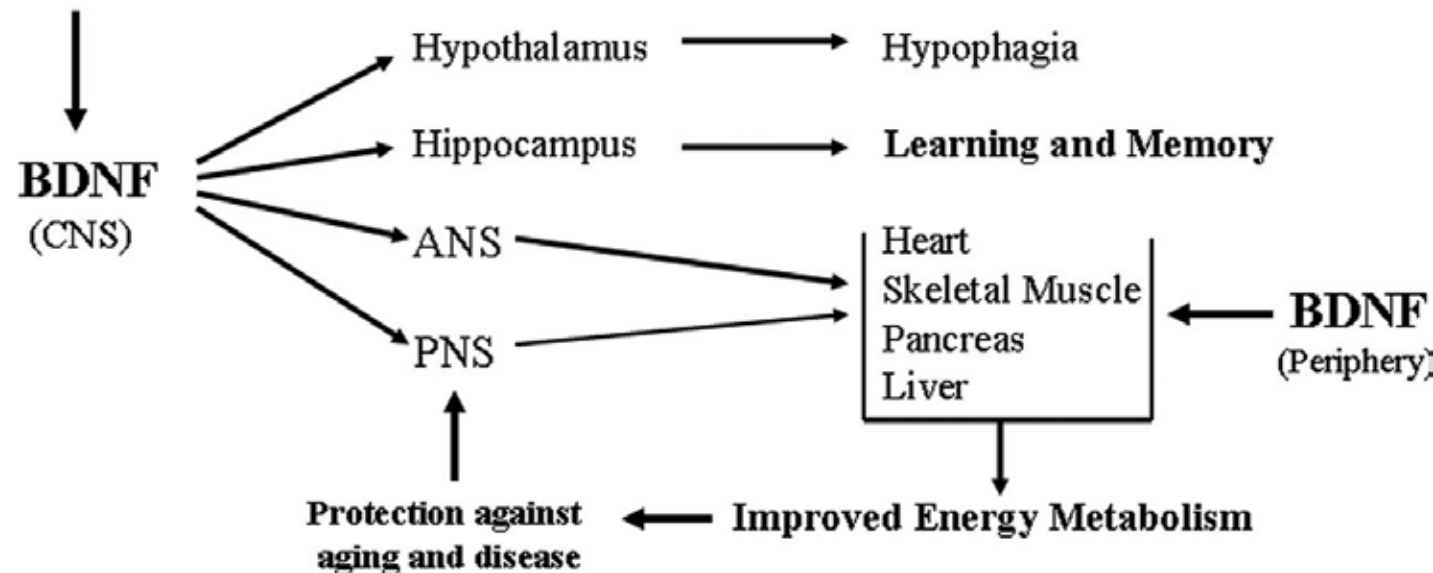 Hypothalamus
Hypophagia
Hippocampus
Learning and Memory
BDNF
(CNS)
ANS
PNS
Heart
Skeletal Muscle
Pancreas
Liver
BDNF
(Periphery)
Improved Energy Metabolism
Protection against
aging and disease